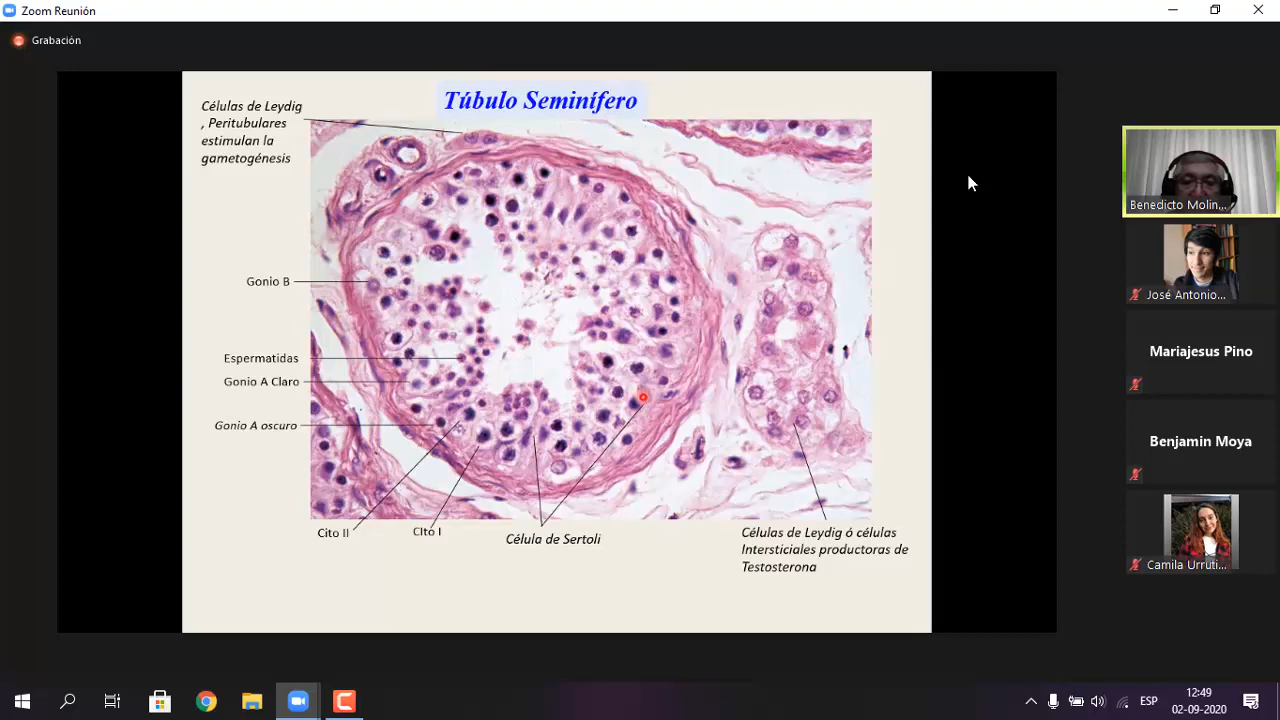 Zoom Reunión
Grabación
Túbulo Seminífero
Células de Leydig
, Peritubulares
estimulan la
gametogénesis
Gonio B
Espermatidas
Gonio A Claro
Gonio A oscuro
Cito II
Cito I
Célula de Sertoli
Células de Leydig ó células
Intersticiales productoras de
Testosterona
Benedicto Molin...
José Antonio...
Mariajesus Pino
Benjamin Moya
Camila Urruti...
ESP
12:49
02-09-2020